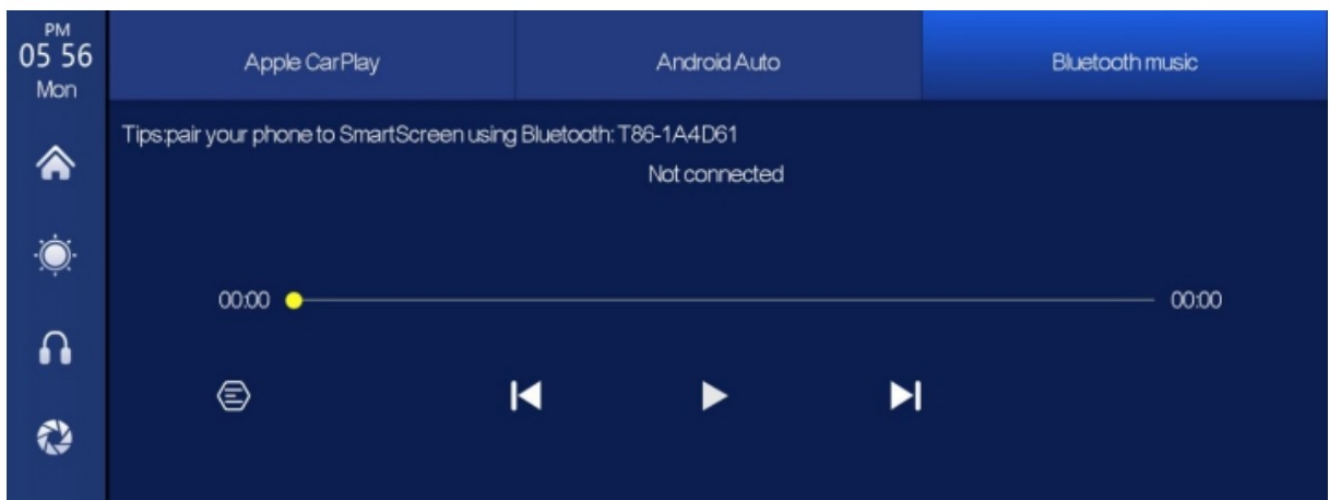 PM
05 56
Mon
Apple CarPlay
Android Auto
Bluetooth music
Tips:pair your phone to SmartScreen using Bluetooth: T86-1A4D61
Not connected
00:00
00:00